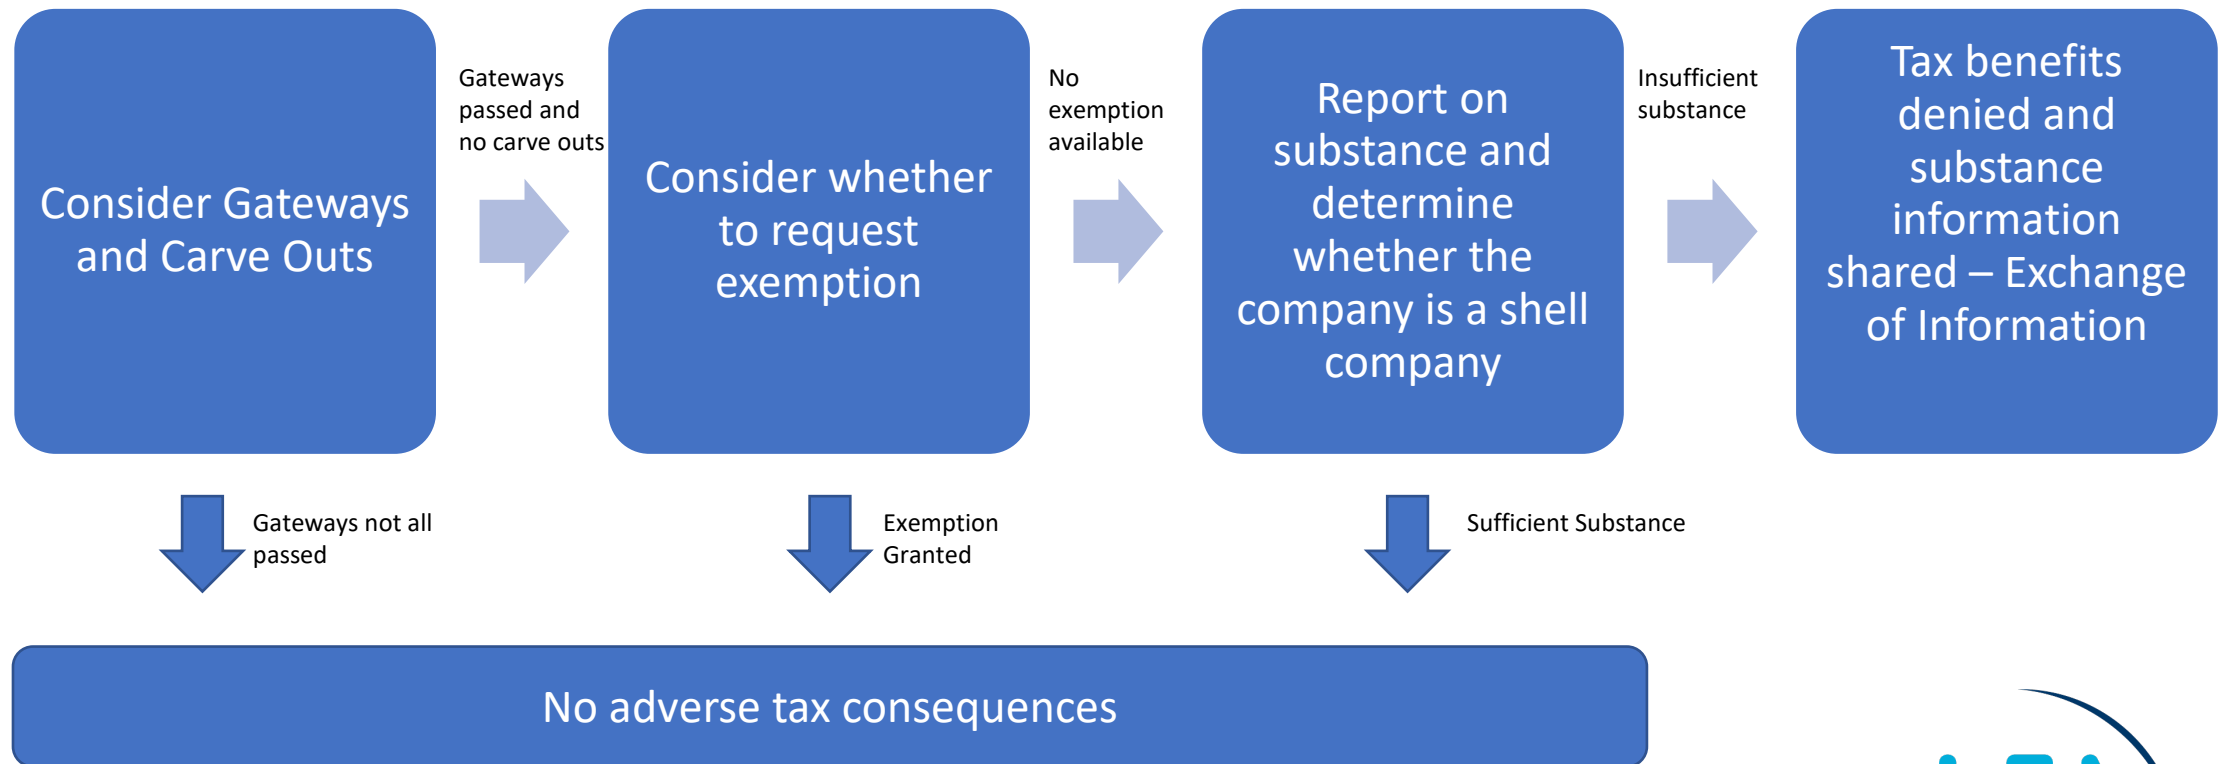 Consider Gateways
and Carve Outs
Gateways
passed and
no carve outs
Consider whether
to request
exemption
No
exemption
available
Report on
substance and
determine
whether the
company is a shell
company
Insufficient
substance
Tax benefits
denied and
substance
information
shared – Exchange
of Information
Gateways not all
passed
Exemption
Granted
Sufficient Substance
No adverse tax consequences